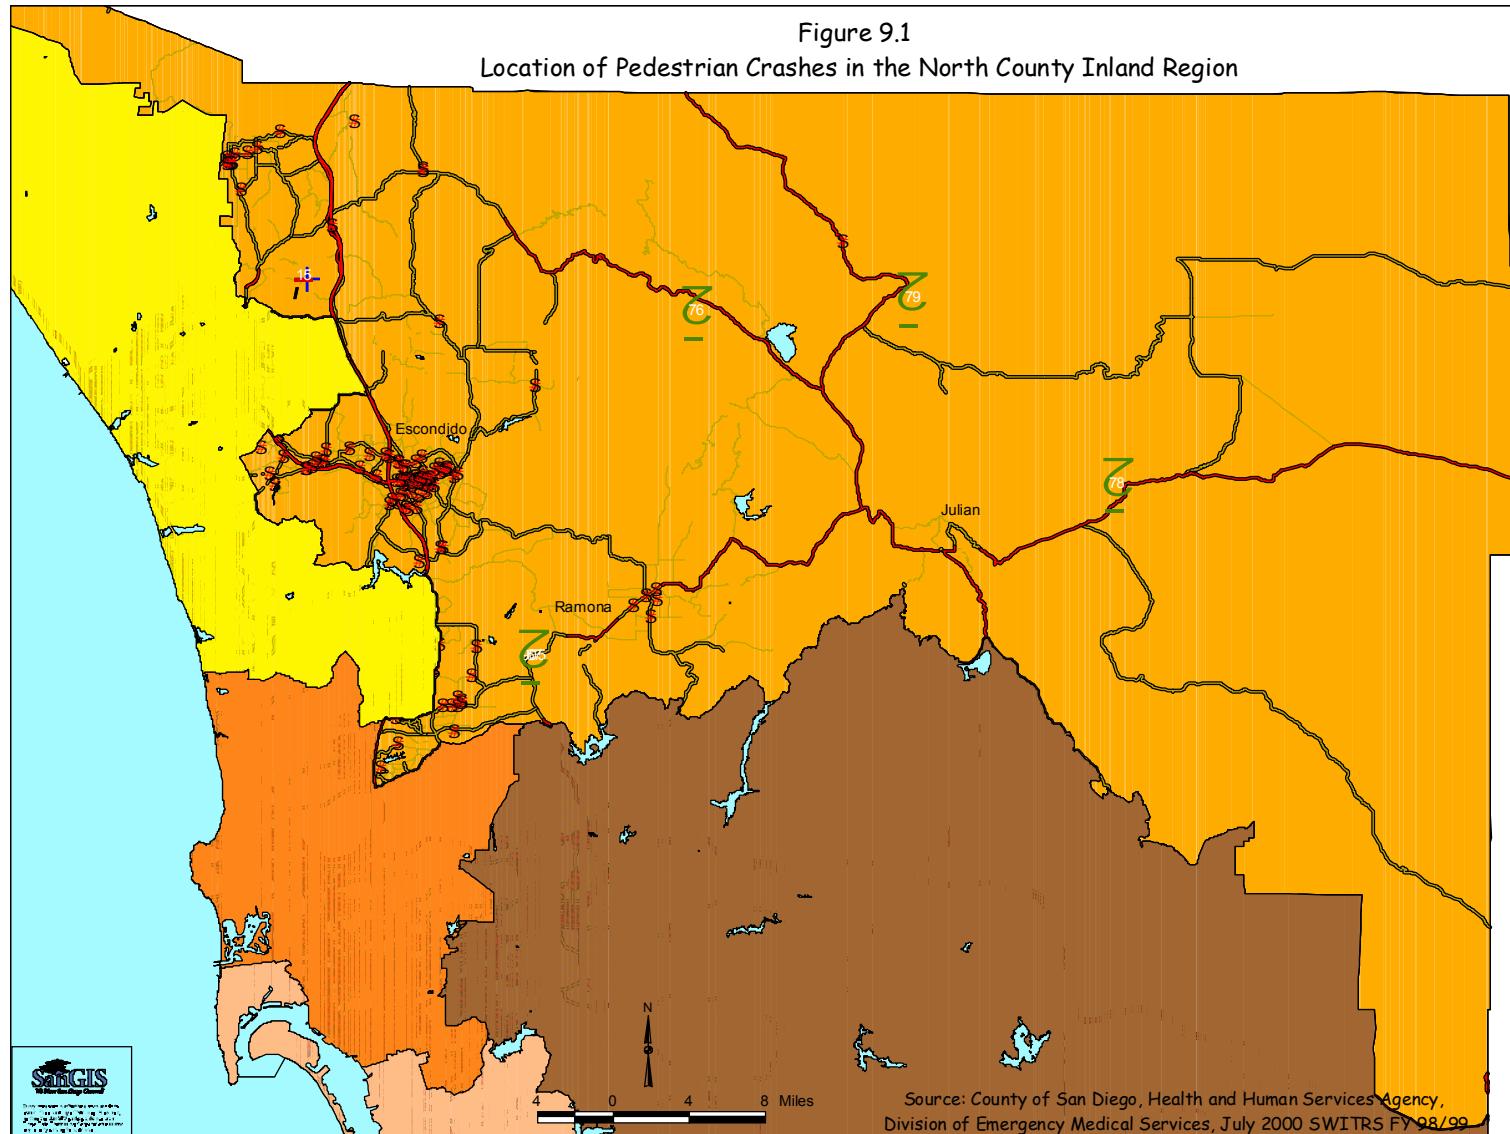 Figure 9.1
Location of Pedestrian Crashes in the North County Inland Region
15
76
79
Escondido
78
Julian
Ramona
N
SanGIS
4 0 4 8 Miles
Source: County of San Diego, Health and Human Services Agency,
Division of Emergency Medical Services, July 2000 SWITRS FY 98/99